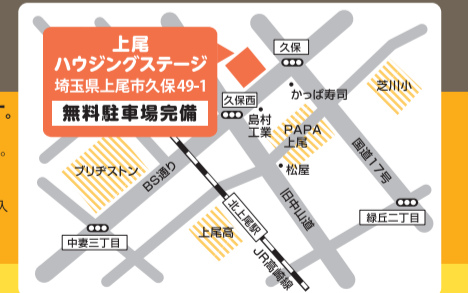 上尾
ハウジングステージ
埼玉県上尾市久保49-1
無料駐車場完備
久保
久保西
かっぱ寿司
芝川小
島村
工業
PAPA
上尾
国道17号
ブリヂストン
BS通り
松屋
旧中山道
北上尾駅
緑丘二丁目
上尾高
中妻三丁目
JR高崎線
す。
。
入